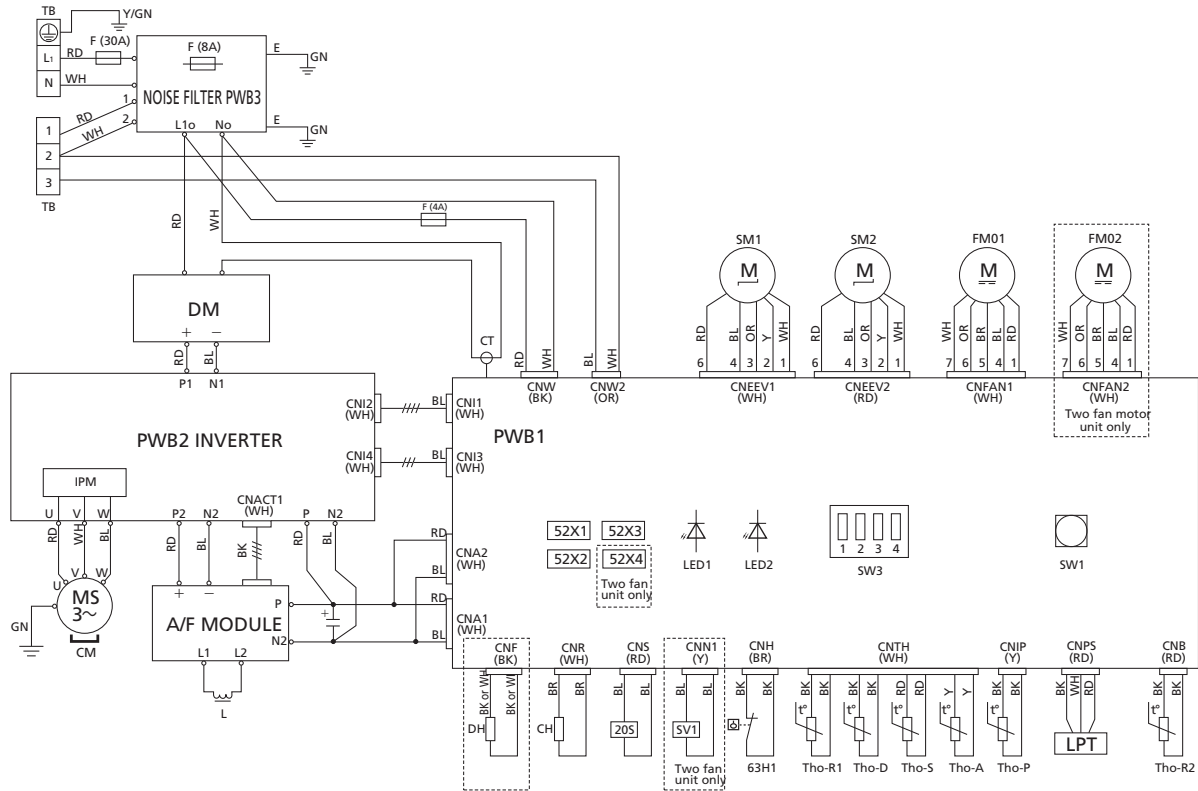 TB
Y/GN
L1
RD
F (30A)
N
WH
F (8A)
NOISE FILTER PWB3
E
GN
E
GN
1
2
RD
WH
L1o
No
1
2
3
TB
RD
WH
F (4A)
DM
+
−
RD
BL
P1
N1
CT
RD
WH
BL
WH
CNW
(BK)
CNW2
(OR)
SM1
M
RD
BL
OR
Y
WH
6
4
3
2
1
CNEEV1
(WH)
SM2
M
RD
BL
OR
Y
WH
6
4
3
2
1
CNEEV2
(RD)
FM01
M
WH
OR
BR
BL
RD
7
6
5
4
1
CNFAN1
(WH)
FM02
M
WH
OR
BR
BL
RD
7
6
5
4
1
CNFAN2
(WH)
Two fan motor
unit only
PWB2 INVERTER
CNI2
(WH)
BL
CNI1
(WH)
CNI4
(WH)
BL
CNI3
(WH)
PWB1
IPM
U
V
W
RD
WH
BL
U
V
W
MS
3~
GN
CM
P2
N2
RD
BL
CNACT1
(WH)
BK
P
N2
RD
BL
+
−
A/F MODULE
P
N2
L1
L2
L
+
RD
BL
CNA2
(WH)
RD
BL
CNA1
(WH)
52X1
52X3
52X2
52X4
Two fan
unit only
LED1
LED2
1
2
3
4
SW3
SW1
CNF
(BK)
BK or WH
BK or WH
DH
CNR
(WH)
BR
BR
CH
CNS
(RD)
BL
BL
20S
CNN1
(Y)
BL
BL
SV1
Two fan
unit only
CNH
(BR)
BK
BK
63H1
CNTH
(WH)
BK
BK
t°
Tho-R1
BK
BK
t°
Tho-D
RD
RD
t°
Tho-S
Y
Y
t°
Tho-A
CNIP
(Y)
BK
BK
t°
Tho-P
CNPS
(RD)
BK
WH
RD
LPT
CNB
(RD)
BK
BK
t°
Tho-R2